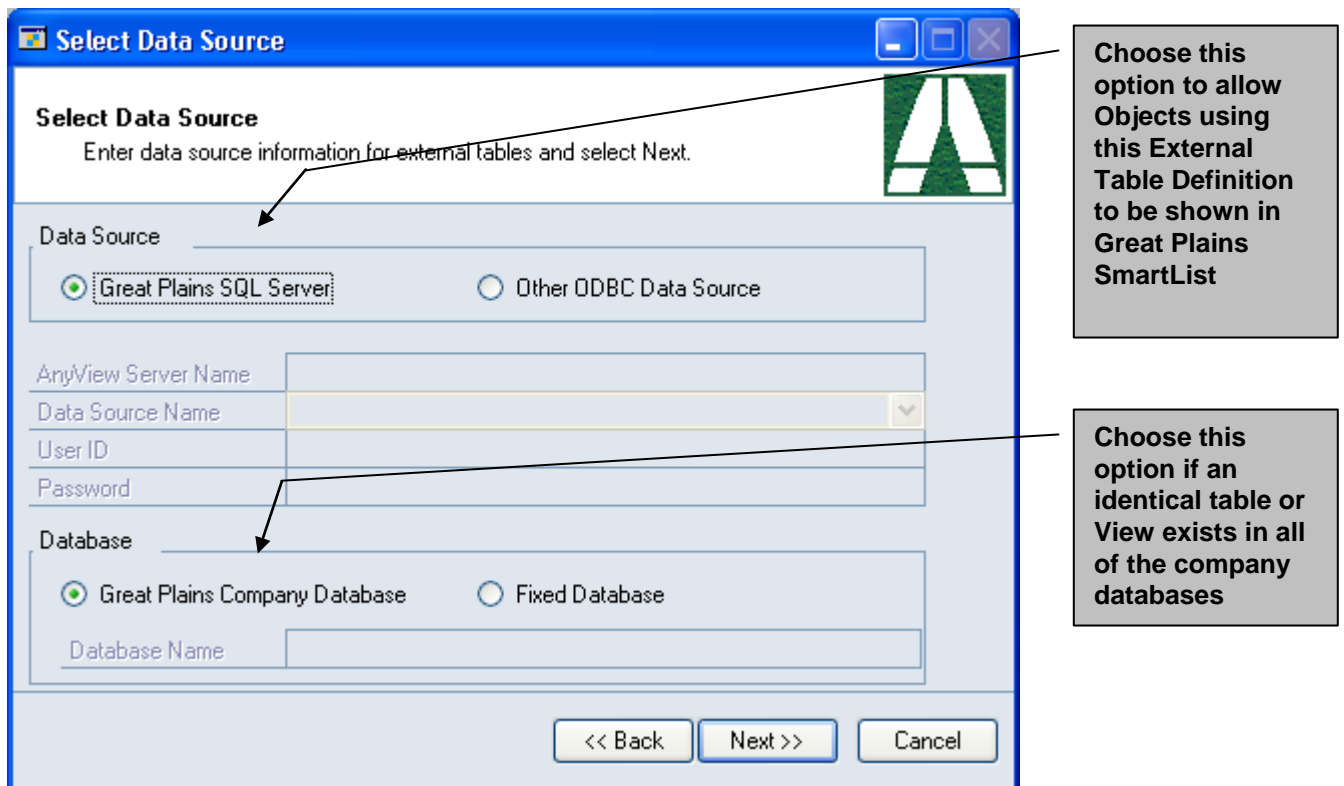 Select Data Source
Select Data Source
Enter data source information for external tables and select Next.
Data Source
Great Plains SQL Server
Other ODBC Data Source
AnyView Server Name
Data Source Name
User ID
Password
Database
Great Plains Company Database
Fixed Database
Database Name
<< Back
Next >>
Cancel
Choose this
option to allow
Objects using
this External
Table Definition
to be shown in
Great Plains
SmartList
Choose this
option if an
identical table or
View exists in all
of the company
databases